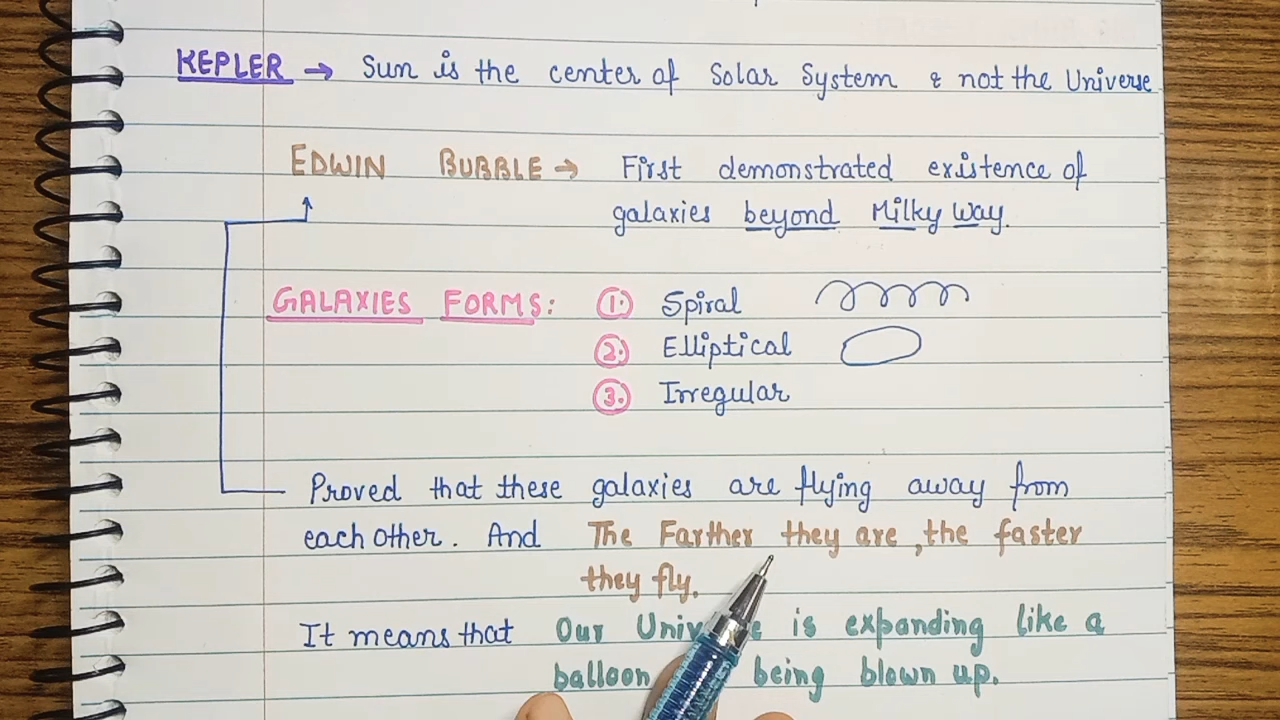 KEPLER → Sun is the center of Solar System & not the Universe
EDWIN BUBBLE → First demonstrated existence of
galaxies beyond Milky Way.
GALAXIES FORMS: 1. Spiral
2. Elliptical
3. Irregular
Proved that these galaxies are flying away from
each other. And The Farther they are, the faster
they fly.
It means that Our is expanding like a
balloon being blown up.